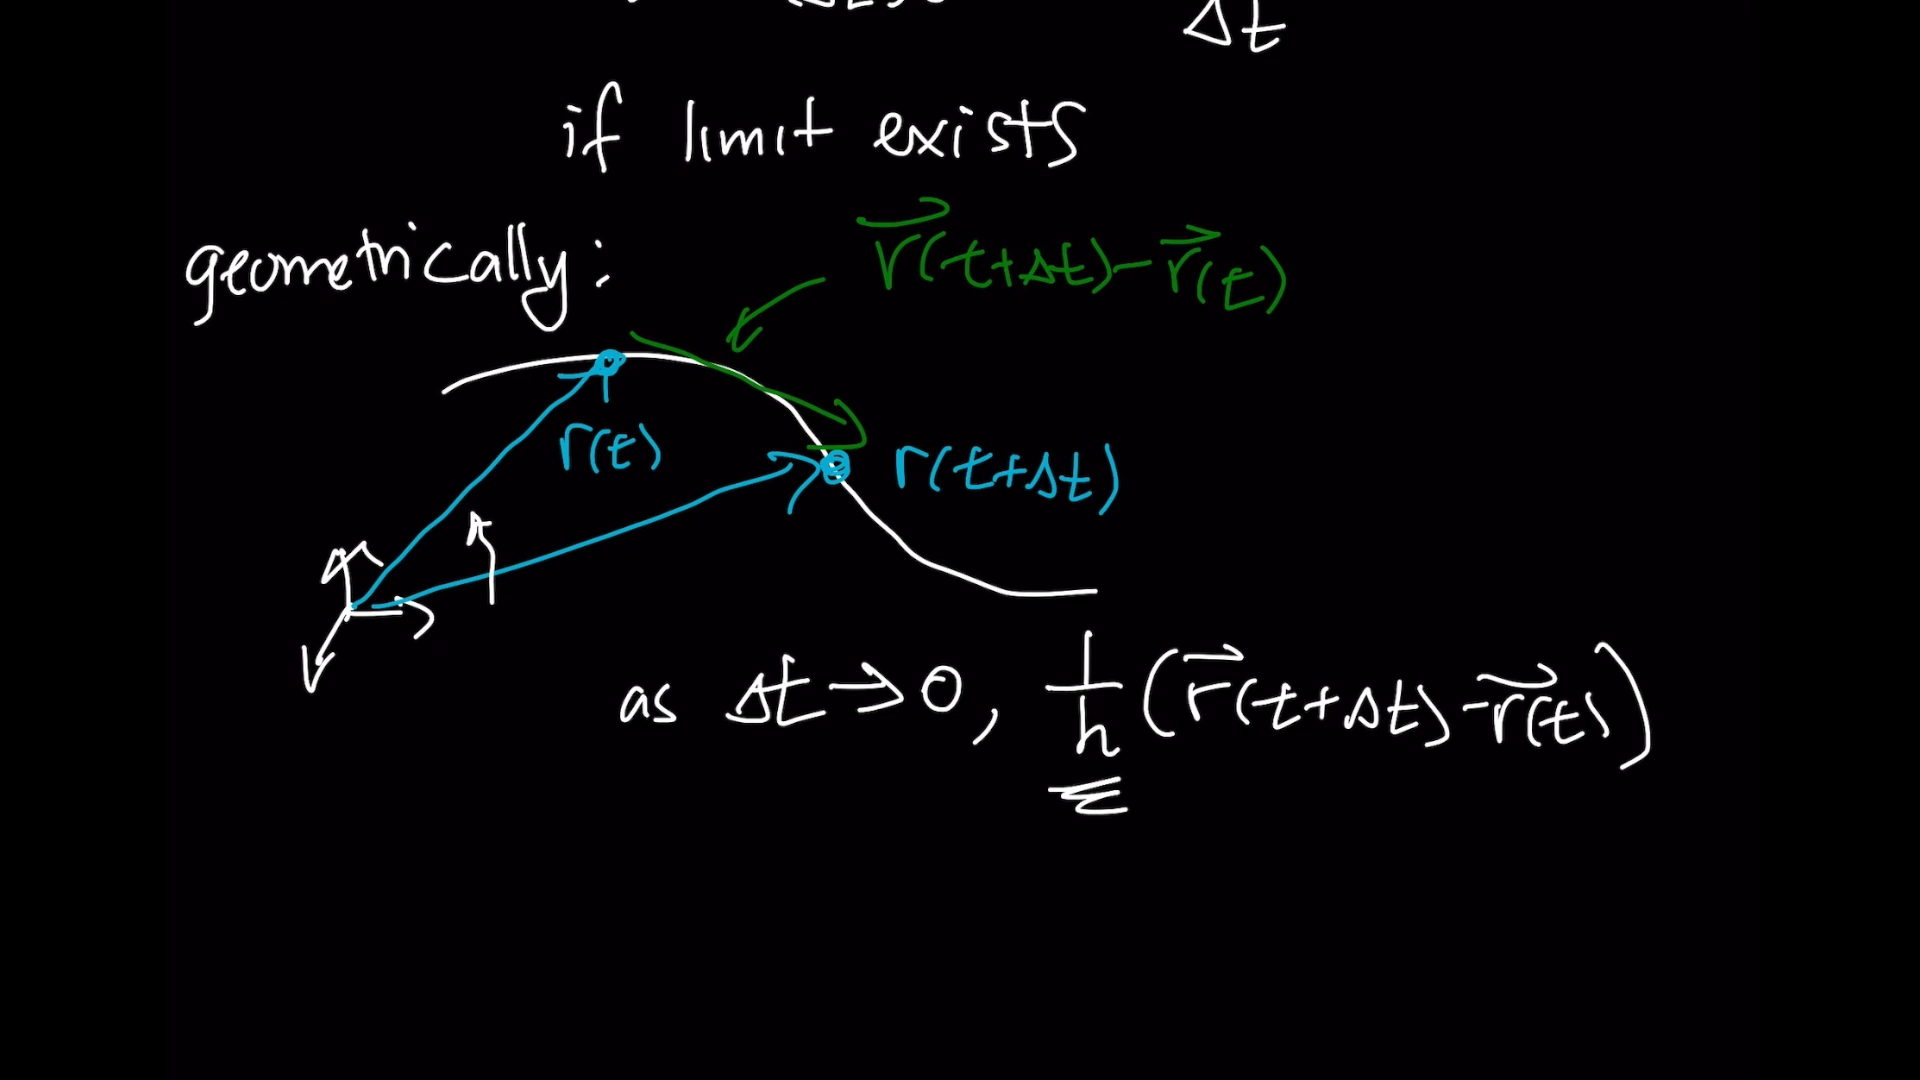 Δt
if limit exists
geometrically:
r⃗(t+Δt)-r⃗(t)
r(t)
r(t+Δt)
as Δt→0, 1/h (r⃗(t+Δt)-r⃗(t))